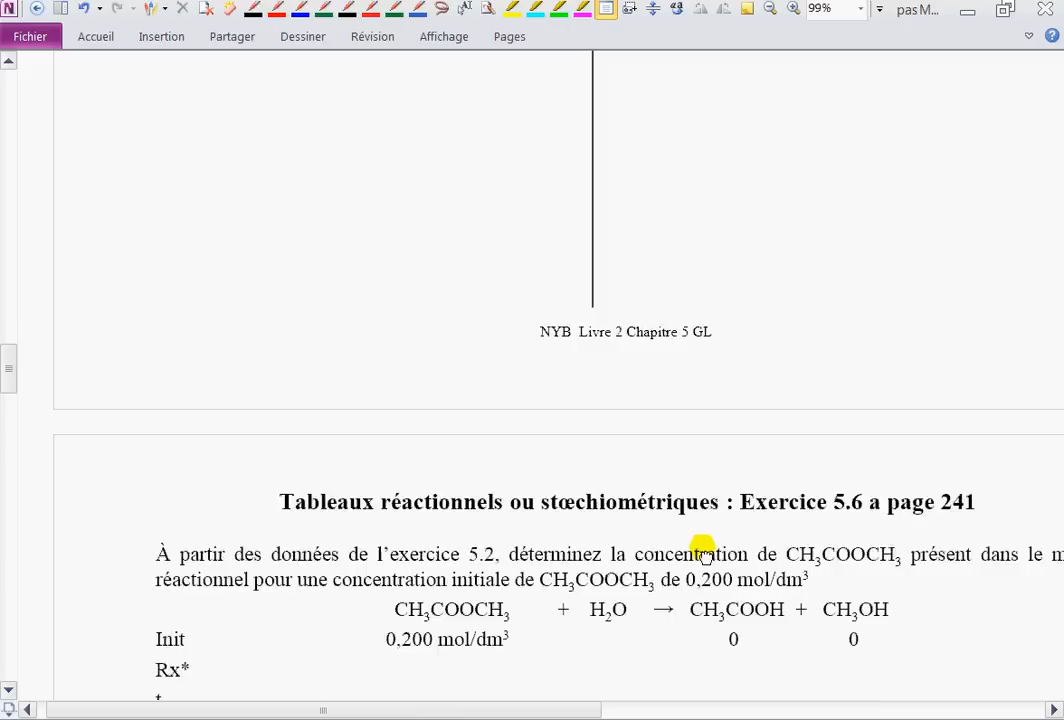 99%
pas M...
Fichier Accueil Insertion Partager Dessiner Révision Affichage Pages
NYB Livre 2 Chapitre 5 GL
Tableaux réactionnels ou stœchiométriques : Exercice 5.6 a page 241
À partir des données de l’exercice 5.2, déterminez la concentration de CH₃COOCH₃ présent dans le m
réactionnel pour une concentration initiale de CH₃COOCH₃ de 0,200 mol/dm³
CH₃COOCH₃ + H₂O → CH₃COOH + CH₃OH
Init 0,200 mol/dm³ 0 0
Rx*